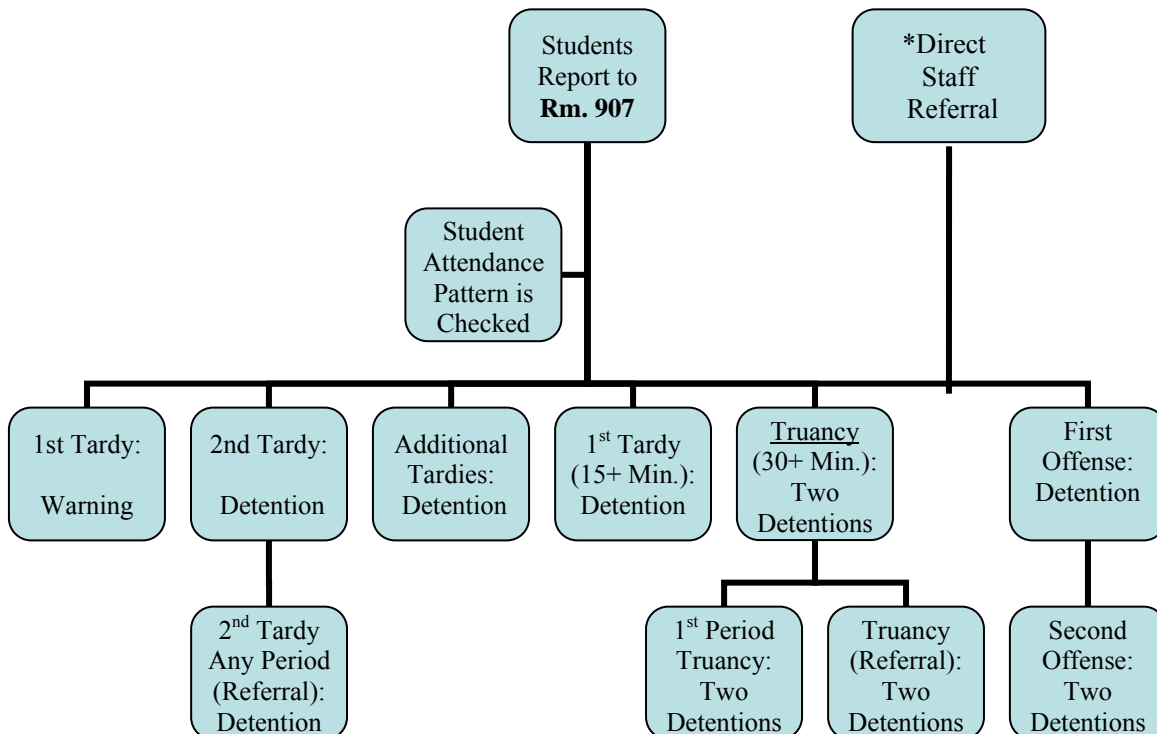 Students
Report to
Rm. 907
*Direct
Staff
Referral
Student
Attendance
Pattern is
Checked
1st Tardy:
Warning
2nd Tardy:
Detention
Additional
Tardies:
Detention
1st Tardy
(15+ Min.):
Detention
Truancy
(30+ Min.):
Two
Detentions
First
Offense:
Detention
2nd Tardy
Any Period
(Referral):
Detention
1st Period
Truancy:
Two
Detentions
Truancy
(Referral):
Two
Detentions
Second
Offense:
Two
Detentions